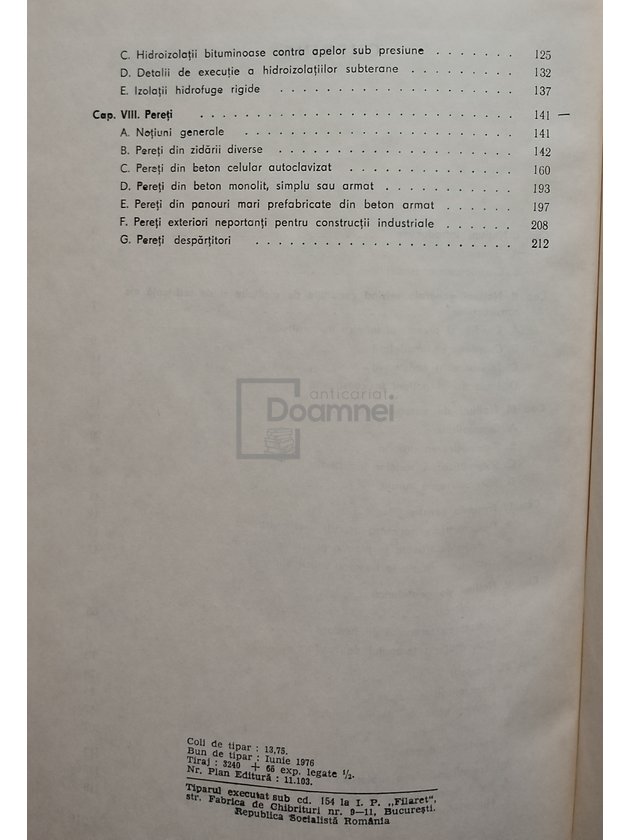 C. Hidroizolații bituminoase contra apelor sub presiune . . . . . . . 125
D. Detalii de execuție a hidroizolațiilor subterane . . . . . . . . . 132
E. Izolații hidrofuge rigide . . . . . . . . . . . . . . . . . . 137
Cap. VIII. Pereți . . . . . . . . . . . . . . . . . . . . . . . . 141 —
A. Noțiuni generale . . . . . . . . . . . . . . . . . . . . . 141
B. Pereți din zidării diverse . . . . . . . . . . . . . . . . . . 142
C. Pereți din beton celular autoclavizat . . . . . . . . . . . . . 160
D. Pereți din beton monolit, simplu sau armat . . . . . . . . . . 193
E. Pereți din panouri mari prefabricate din beton armat . . . . . . 197
F. Pereți exteriori neportanți pentru construcții industriale . . . . . . 208
G. Pereți despărțitori . . . . . . . . . . . . . . . . . . . . 212
anticariat
Doamnei
Coli de tipar : 13,75.
Bun de tipar : Iunie 1976
Tiraj : 3240 + 66 exp. legate 1/2.
Nr. Plan Editură : 11.103.
Tiparul executat sub cd. 154 la I. P. „Filaret",
str. Fabrica de Chibrituri nr. 9—11, București.
Republica Socialistă România